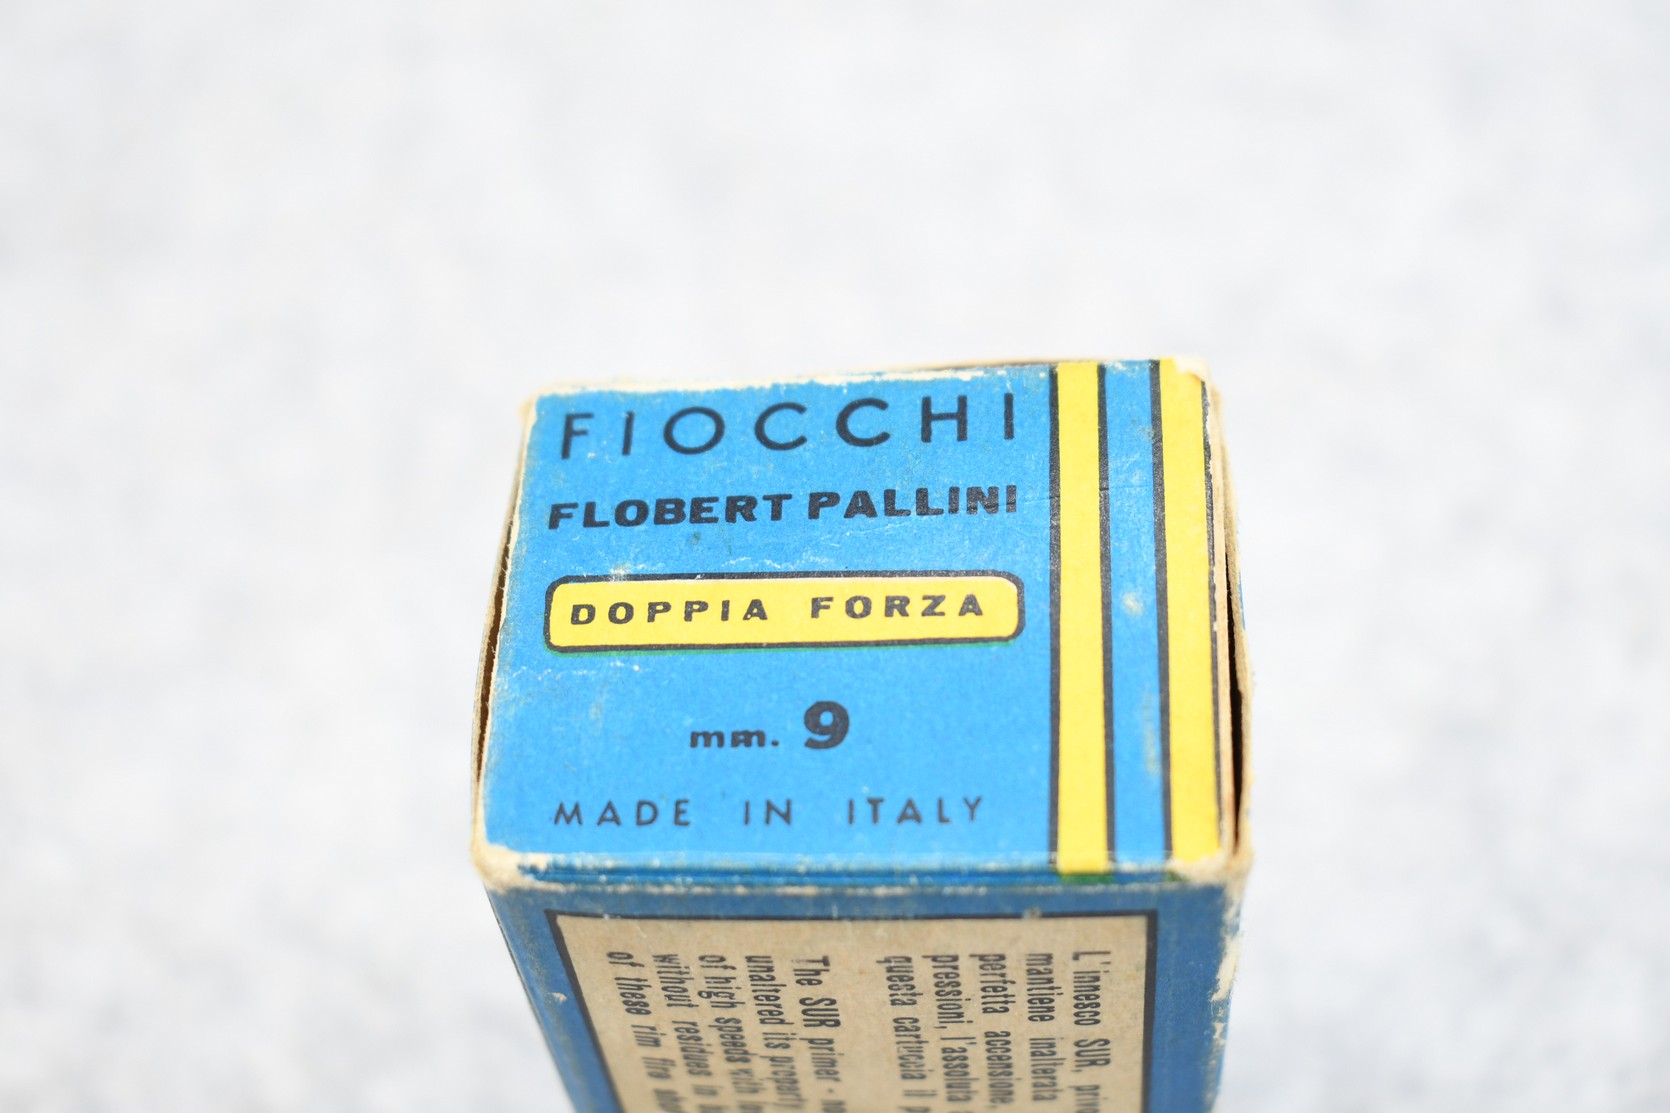 FIOCCHI
FLOBERT PALLINI
DOPPIA FORZA
mm. 9
MADE IN ITALY
L'innesco SUR,
mantiene inalterata
perfetta accensione,
pressioni, l'assoluta
questa cartuccia il
The SUR primer -
unaltered its property
of high speeds with
without residues in
of these rim fire